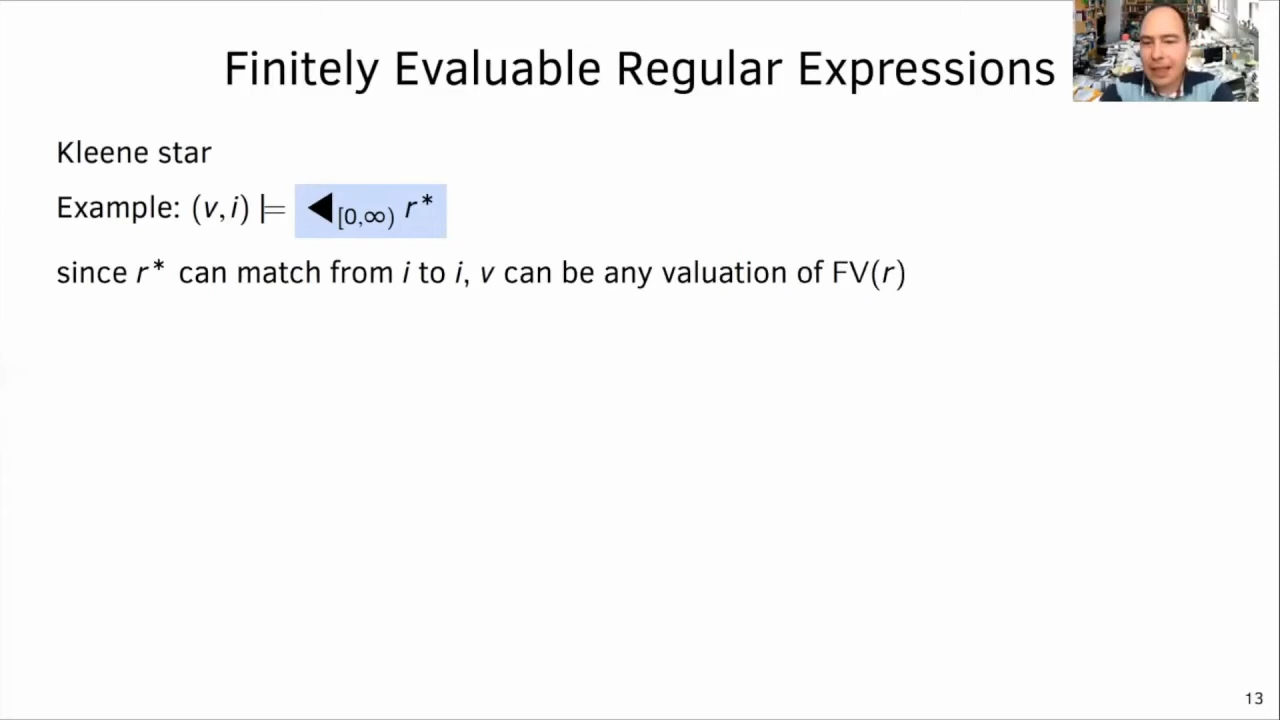 Finitely Evaluable Regular Expressions
Kleene star
Example: (v, i) ⊨ ◀[0,∞) r*
since r* can match from i to i, v can be any valuation of FV(r)
13